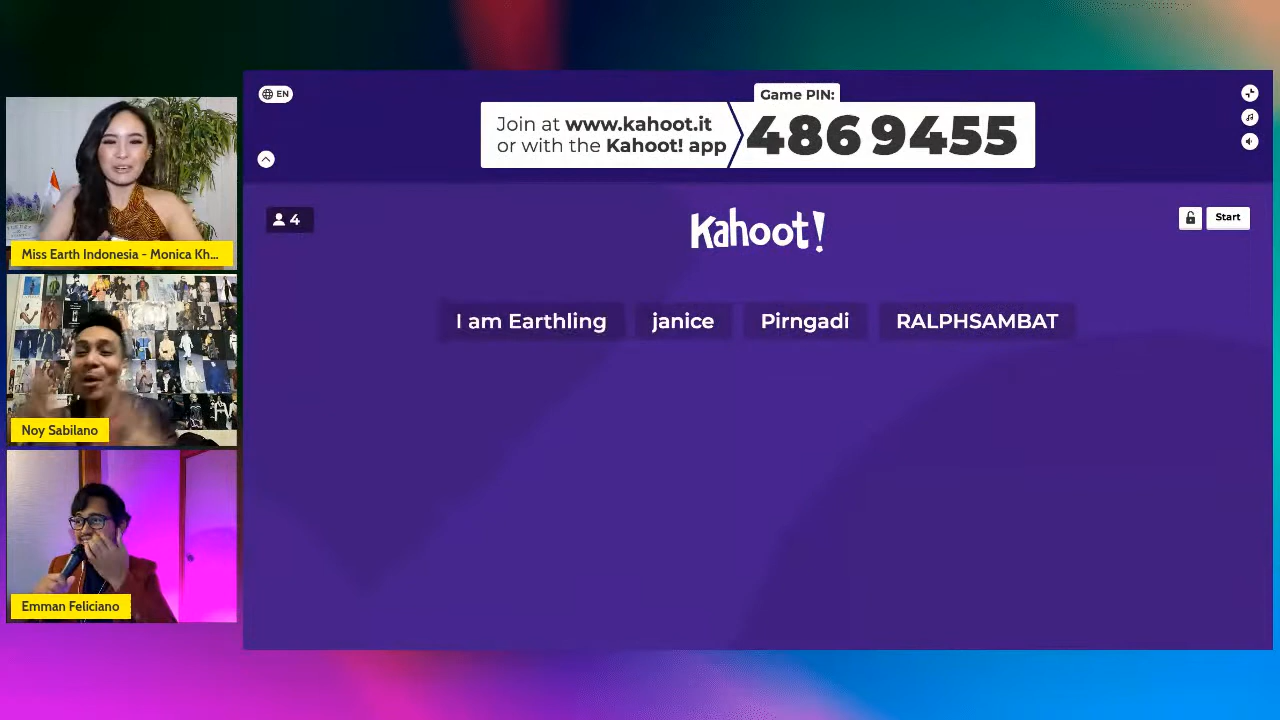 EN
Game PIN:
Join at www.kahoot.it
or with the Kahoot! app
486 9455
4
Kahoot!
Start
I am Earthling
janice
Pirngadi
RALPHSAMBAT
Miss Earth Indonesia - Monica Kh...
Noy Sabilano
Emman Feliciano